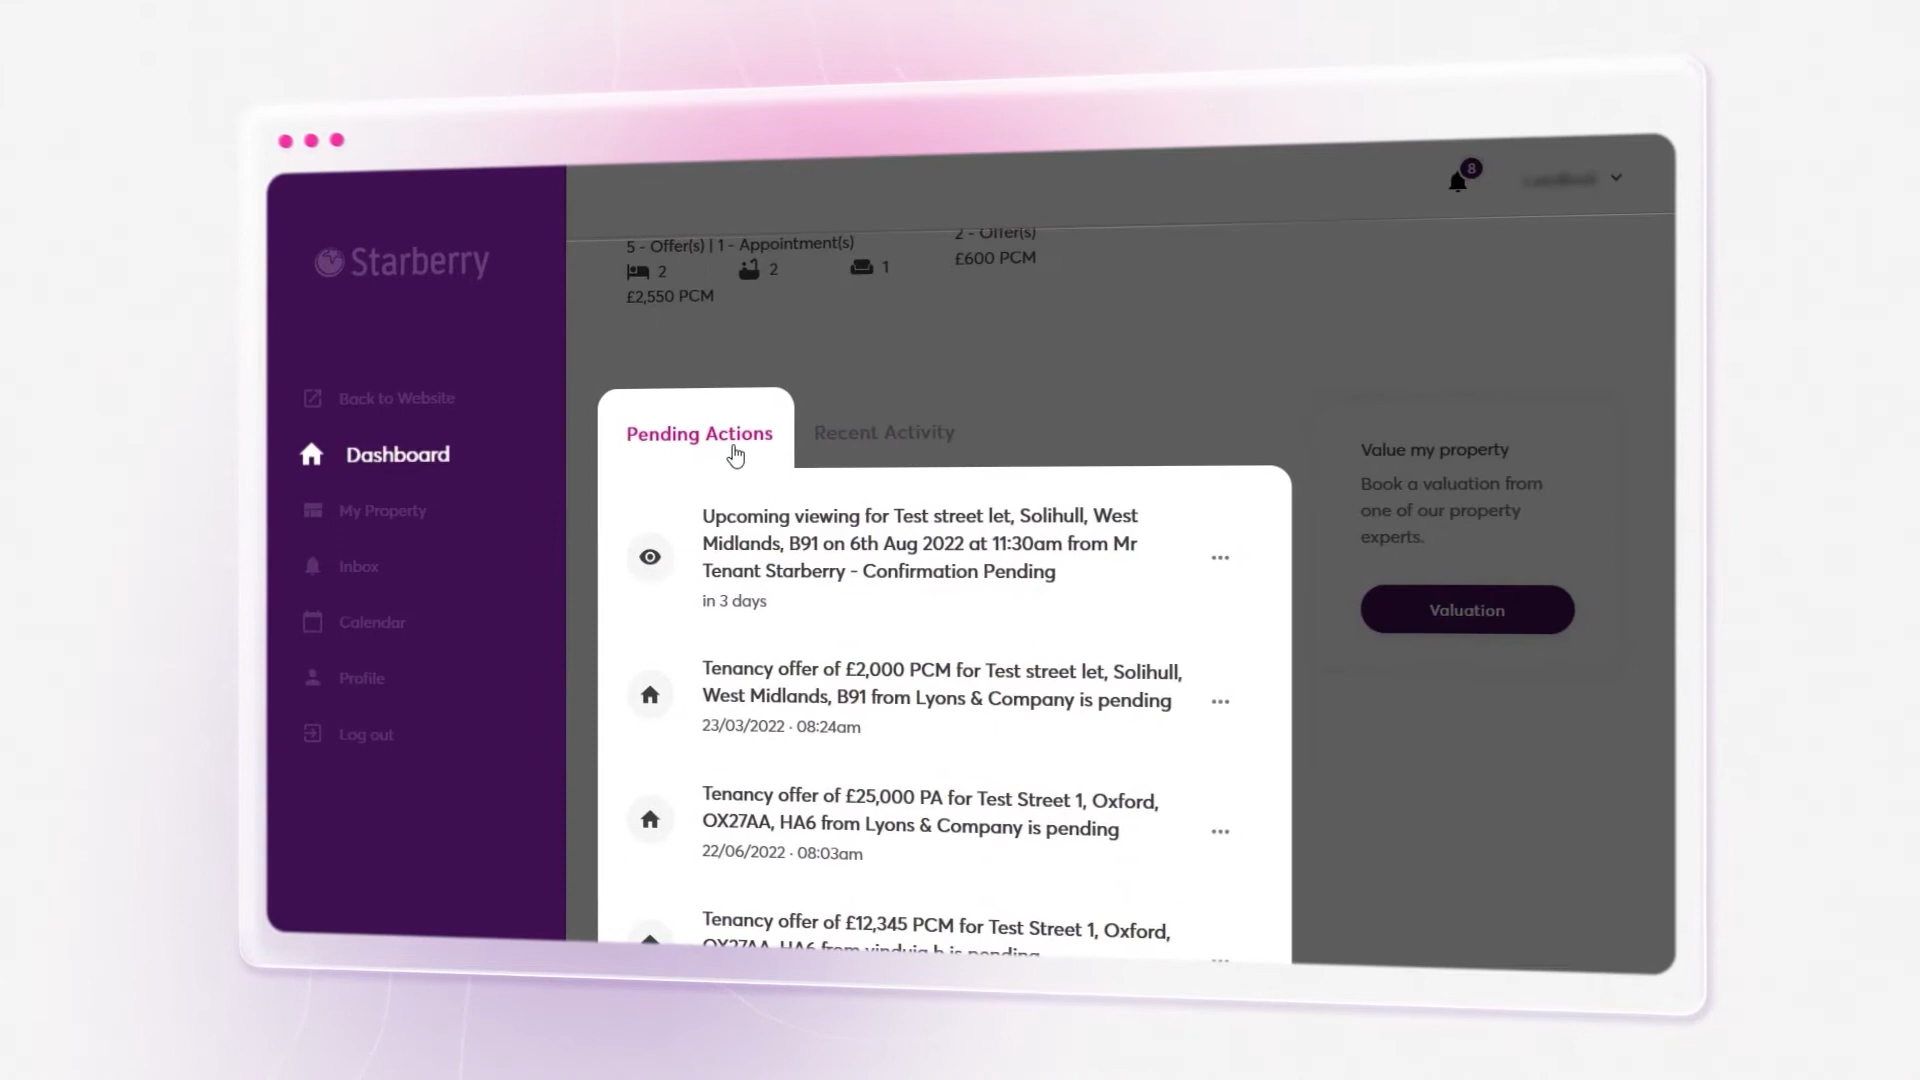 8
Starberry
5 - Offer(s) | 1 - Appointment(s)
2 - Offer(s)
2 2 1
£600 PCM
£2,550 PCM
Back to Website
Dashboard
My Property
Inbox
Calendar
Profile
Log out
Pending Actions
Recent Activity
Upcoming viewing for Test street let, Solihull, West
Midlands, B91 on 6th Aug 2022 at 11:30am from Mr
Tenant Starberry - Confirmation Pending
in 3 days
Tenancy offer of £2,000 PCM for Test street let, Solihull,
West Midlands, B91 from Lyons & Company is pending
23/03/2022 · 08:24am
Tenancy offer of £25,000 PA for Test Street 1, Oxford,
OX27AA, HA6 from Lyons & Company is pending
22/06/2022 · 08:03am
Tenancy offer of £12,345 PCM for Test Street 1, Oxford,
OX27AA, HA6 from b is pending
Value my property
Book a valuation from
one of our property
experts.
Valuation